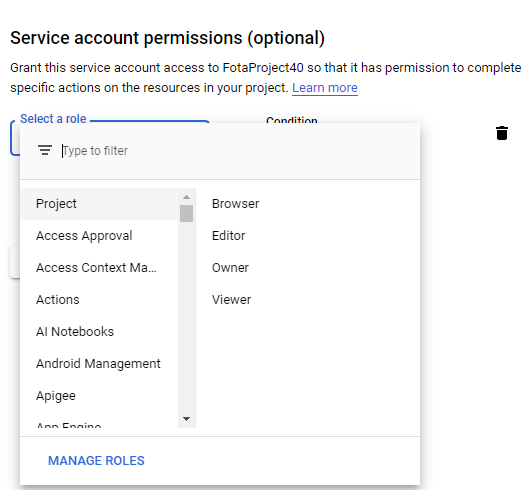 Service account permissions (optional)
Grant this service account access to FotaProject40 so that it has permission to complete
specific actions on the resources in your project. Learn more
Select a role
Condition
Type to filter
Project
Access Approval
Access Context Ma...
Actions
AI Notebooks
Android Management
Apigee
App Engine
Browser
Editor
Owner
Viewer
MANAGE ROLES